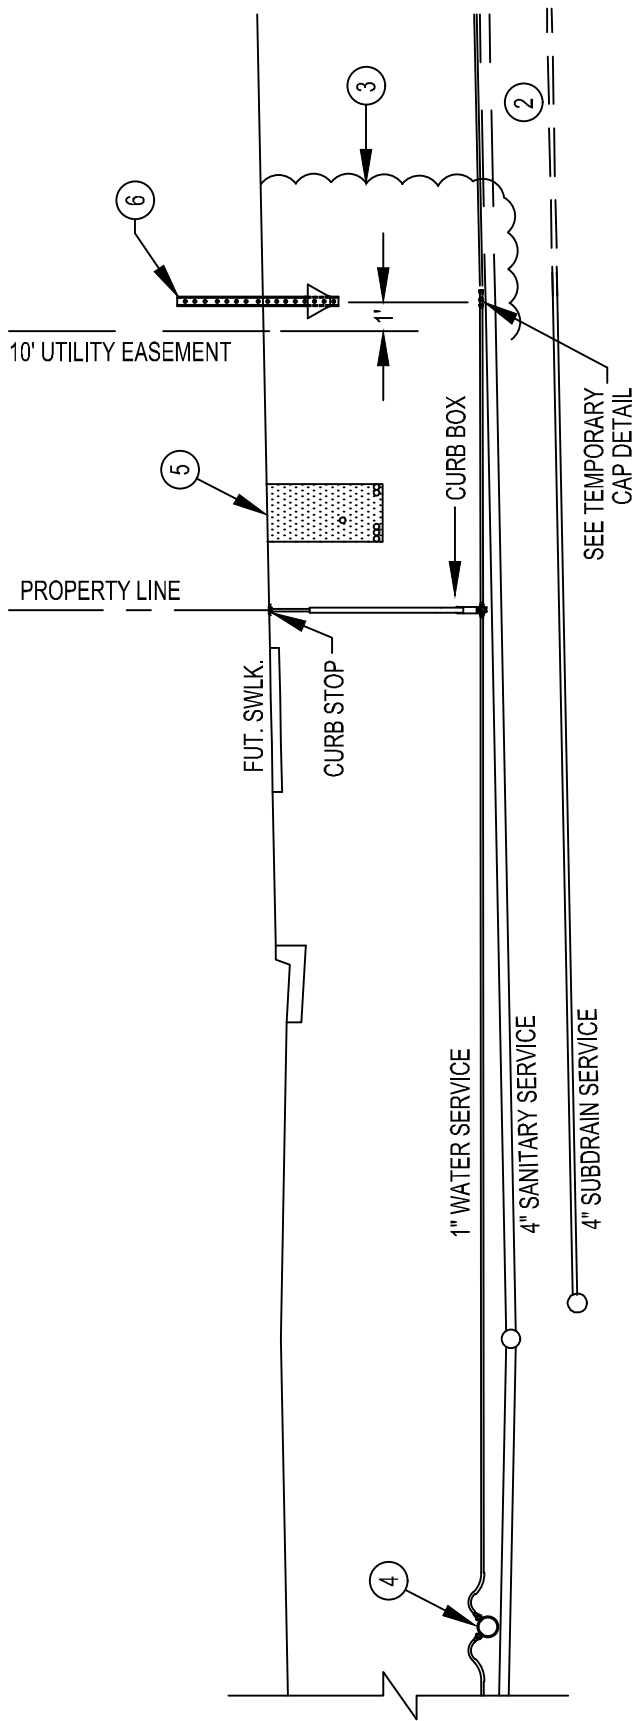 10' UTILITY EASEMENT
PROPERTY LINE
6
3
2
1'
5
CURB BOX
SEE TEMPORARY
CAP DETAIL
FUT. SWLK.
CURB STOP
1" WATER SERVICE
4" SANITARY SERVICE
4" SUBDRAIN SERVICE
4